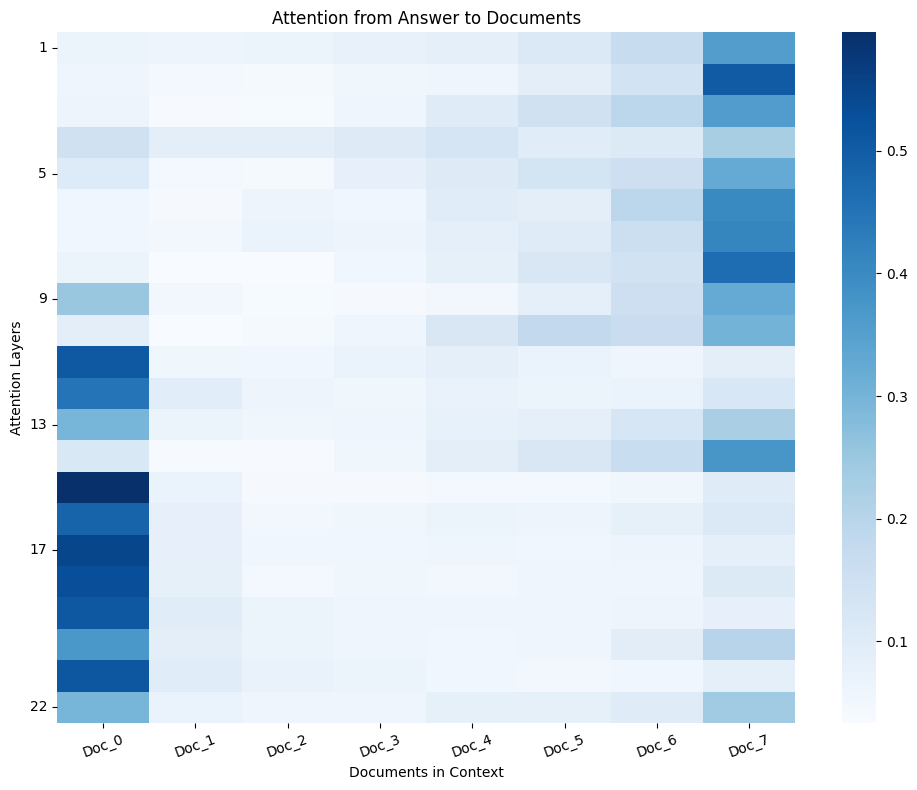 Attention from Answer to Documents
Attention Layers
1
5
9
13
17
22
Doc_0 Doc_1 Doc_2 Doc_3 Doc_4 Doc_5 Doc_6 Doc_7
Documents in Context
0.5
0.4
0.3
0.2
0.1